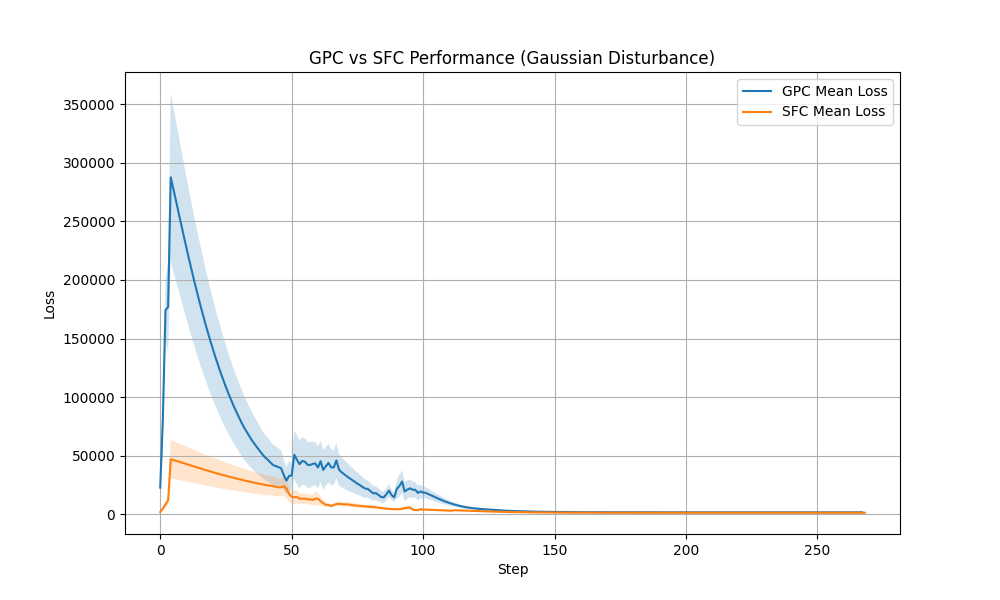 GPC vs SFC Performance (Gaussian Disturbance)
GPC Mean Loss
SFC Mean Loss
350000
300000
250000
200000
150000
100000
50000
0
Loss
0 50 100 150 200 250
Step